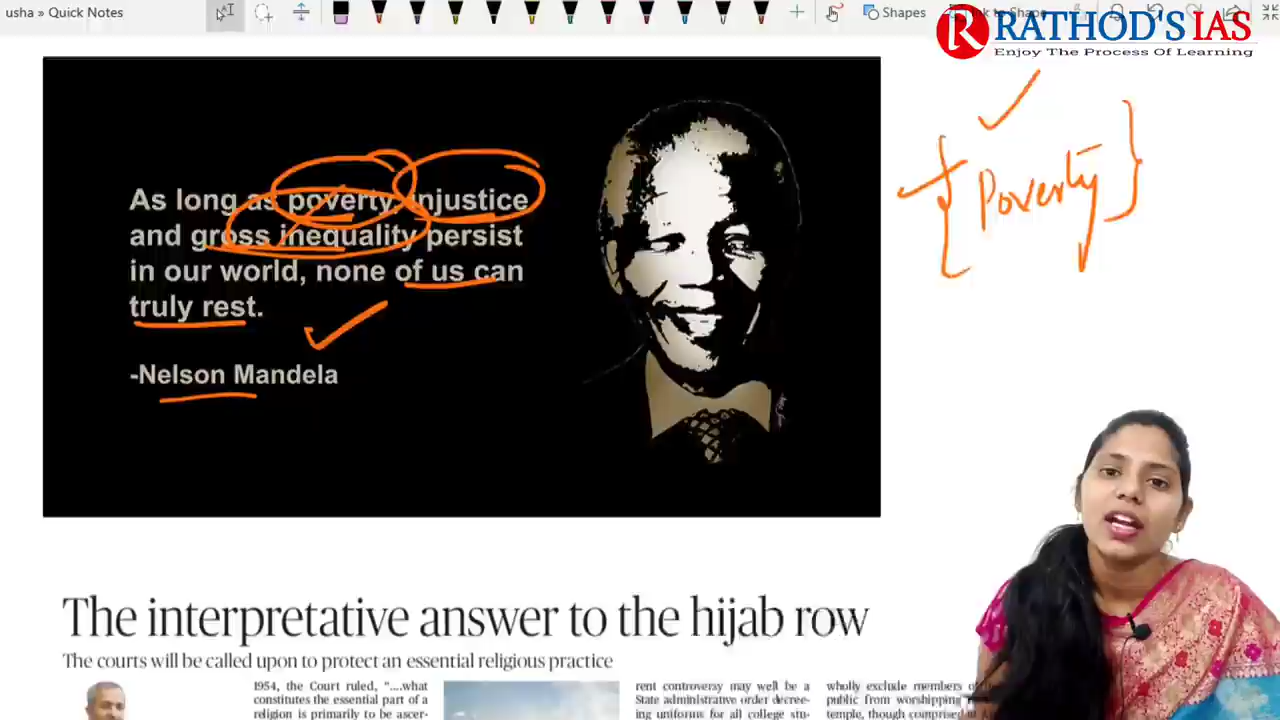 usha » Quick Notes
Shapes
RATHOD'S IAS
Enjoy The Process Of Learning
As long as poverty, injustice
and gross inequality persist
in our world, none of us can
truly rest.
-Nelson Mandela
Poverty
The interpretative answer to the hijab row
The courts will be called upon to protect an essential religious practice
1954, the Court ruled, “....what
constitutes the essential part of a
religion is primarily to be ascer-
rent controversy may well be a
State administrative order decree-
ing uniforms for all college stu-
wholly exclude members of
public from worshipping
temple, though comprised